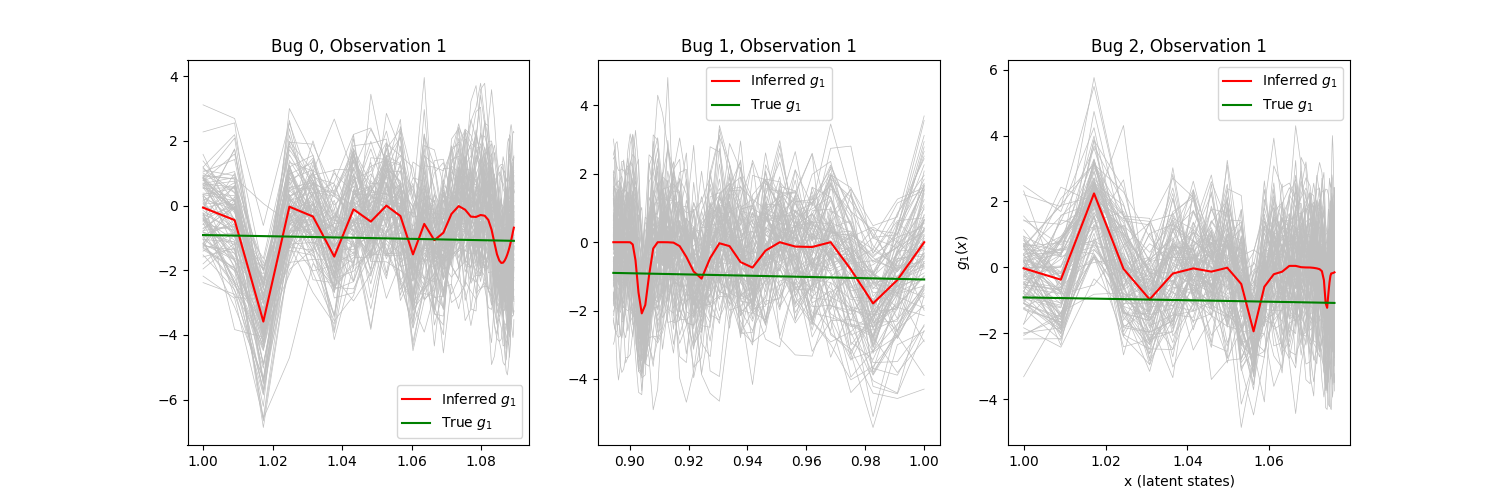 Bug 0, Observation 1
4
2
0
−2
−4
−6
1.00 1.02 1.04 1.06 1.08
Inferred g₁
True g₁
Bug 1, Observation 1
4
2
0
−2
−4
0.90 0.92 0.94 0.96 0.98 1.00
Inferred g₁
True g₁
Bug 2, Observation 1
g₁(x)
6
4
2
0
−2
−4
1.00 1.02 1.04 1.06
x (latent states)
Inferred g₁
True g₁